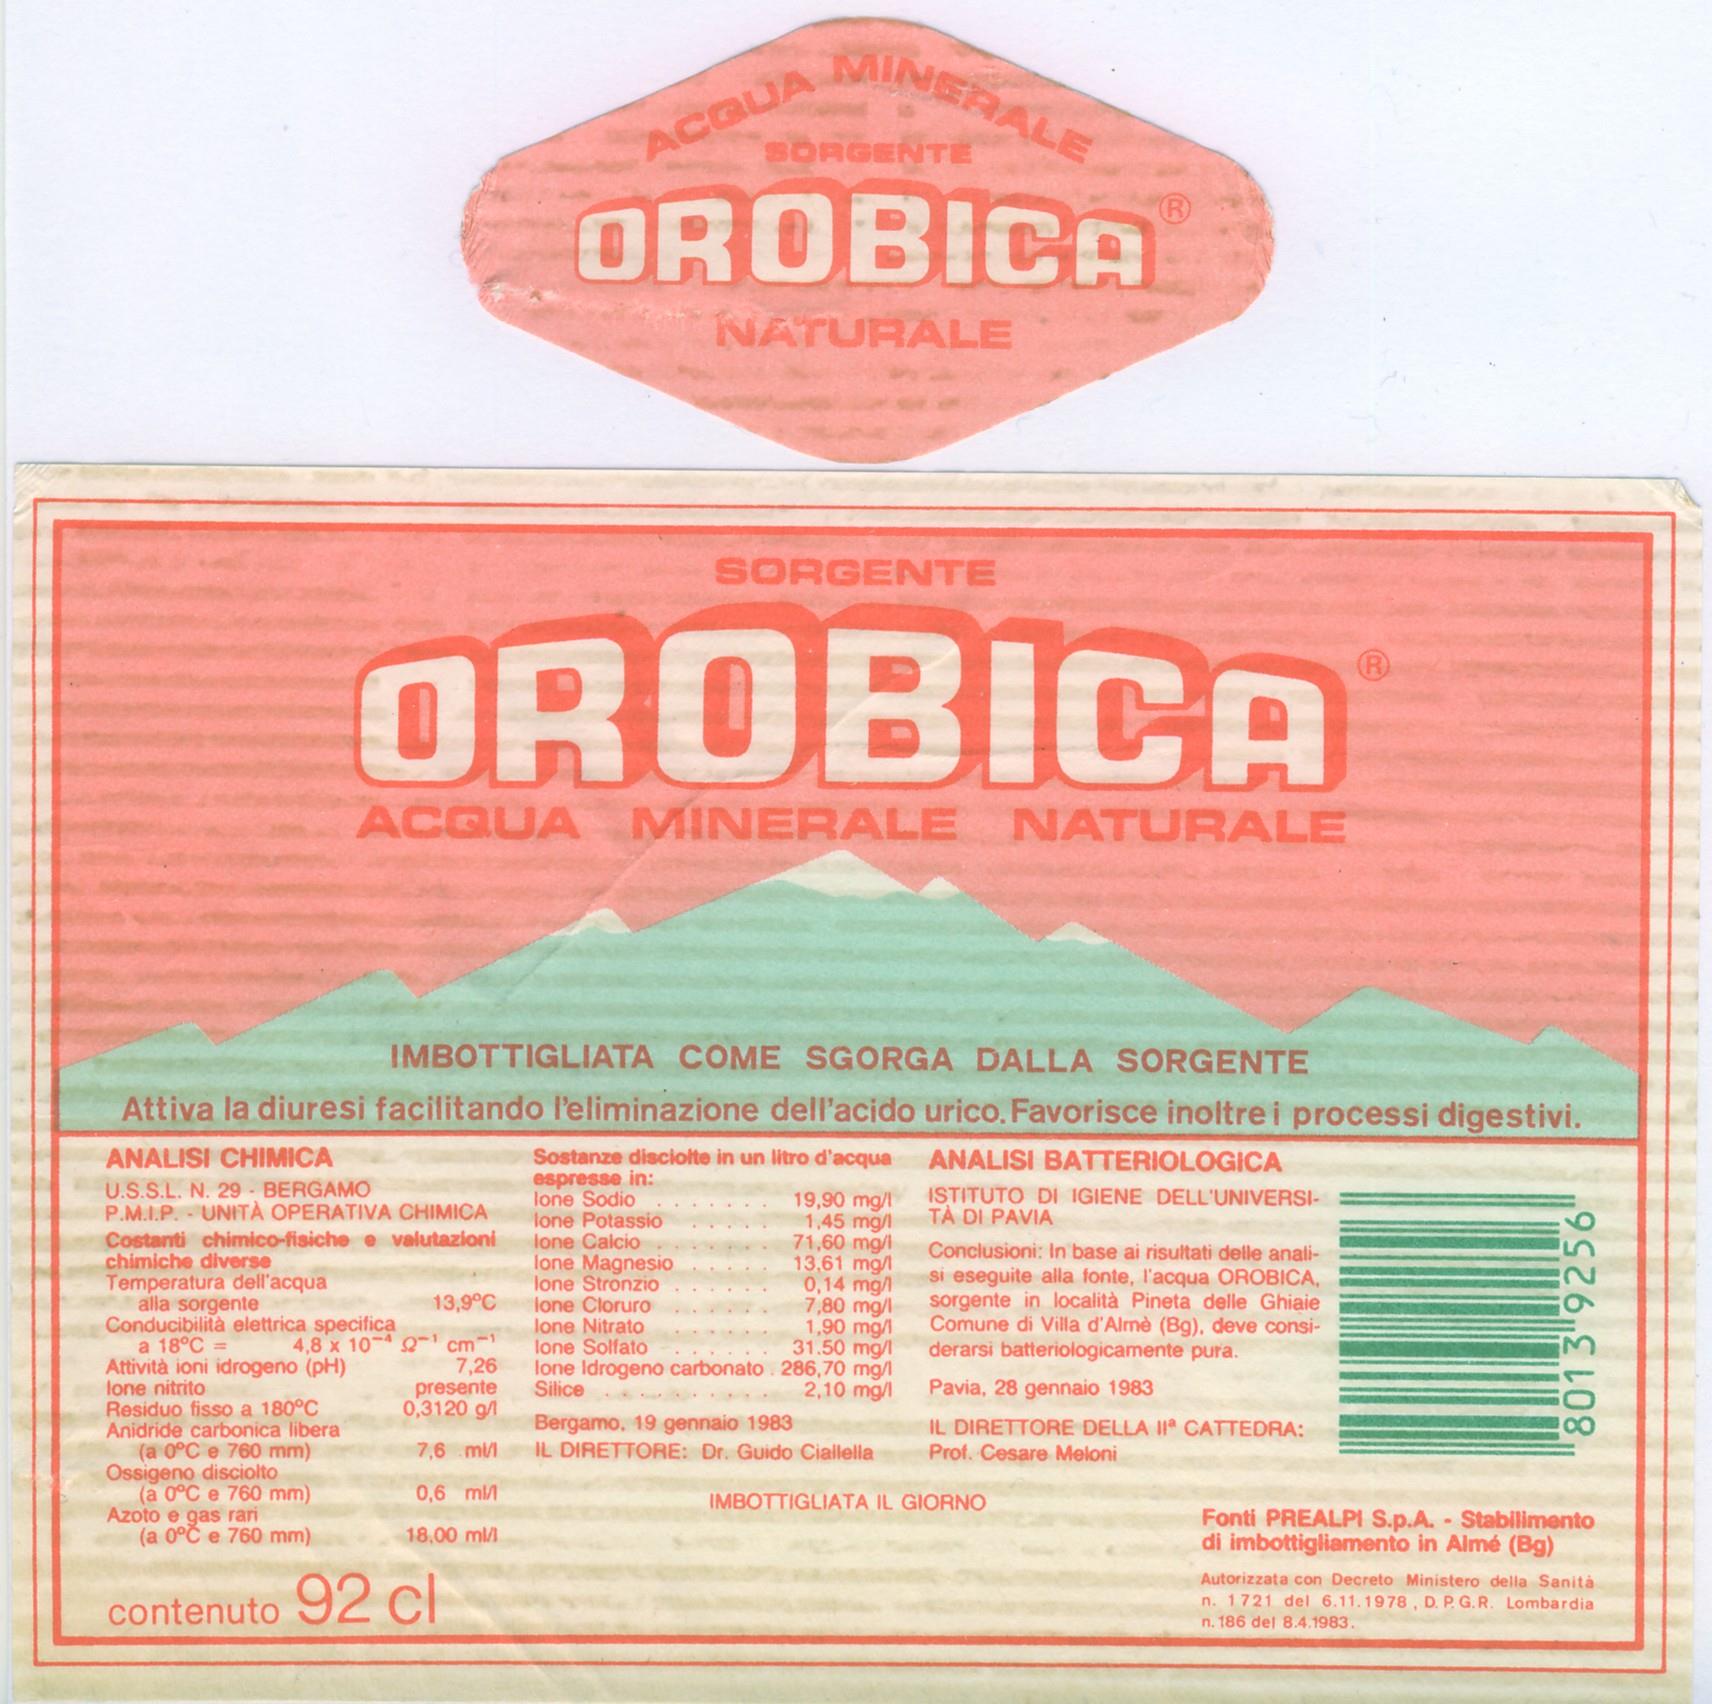 ACQUA MINERALE
SORGENTE
OROBICA®
NATURALE
SORGENTE
OROBICA®
ACQUA MINERALE NATURALE
IMBOTTIGLIATA COME SGORGA DALLA SORGENTE
Attiva la diuresi facilitando l'eliminazione dell'acido urico. Favorisce inoltre i processi digestivi.
ANALISI CHIMICA
U.S.S.L. N. 29 - BERGAMO
P.M.I.P. - UNITÀ OPERATIVA CHIMICA
Costanti chimico-fisiche e valutazioni
chimiche diverse
Temperatura dell'acqua
alla sorgente 13,9°C
Conducibilità elettrica specifica
a 18°C = 4,8 x 10⁻⁴ Ω⁻¹ cm⁻¹
Attività ioni idrogeno (pH) 7,26
Ione nitrito presente
Residuo fisso a 180°C 0,3120 g/l
Anidride carbonica libera
(a 0°C e 760 mm) 7,6 ml/l
Ossigeno disciolto
(a 0°C e 760 mm) 0,6 ml/l
Azoto e gas rari
(a 0°C e 760 mm) 18,00 ml/l
contenuto 92 cl
Sostanze disciolte in un litro d'acqua
espresse in:
Ione Sodio . . . . . . . 19,90 mg/l
Ione Potassio . . . . . 1,45 mg/l
Ione Calcio . . . . . . . 71,60 mg/l
Ione Magnesio . . . . . 13,61 mg/l
Ione Stronzio . . . . . . 0,14 mg/l
Ione Cloruro . . . . . . 7,80 mg/l
Ione Nitrato . . . . . . 1,90 mg/l
Ione Solfato . . . . . . 31.50 mg/l
Ione Idrogeno carbonato . 286,70 mg/l
Silice . . . . . . . . . . 2,10 mg/l
Bergamo, 19 gennaio 1983
IL DIRETTORE: Dr. Guido Ciallella
IMBOTTIGLIATA IL GIORNO
ANALISI BATTERIOLOGICA
ISTITUTO DI IGIENE DELL'UNIVERSI-
TÀ DI PAVIA
Conclusioni: In base ai risultati delle anali-
si eseguite alla fonte, l'acqua OROBICA,
sorgente in località Pineta delle Ghiaie
Comune di Villa d'Almè (Bg), deve consi-
derarsi batteriologicamente pura.
Pavia, 28 gennaio 1983
IL DIRETTORE DELLA IIª CATTEDRA:
Prof. Cesare Meloni
80139256
Fonti PREALPI S.p.A. - Stabilimento
di imbottigliamento in Almé (Bg)
Autorizzata con Decreto Ministero della Sanità
n. 1721 del 6.11.1978, D.P.G.R. Lombardia
n.186 del 8.4.1983.